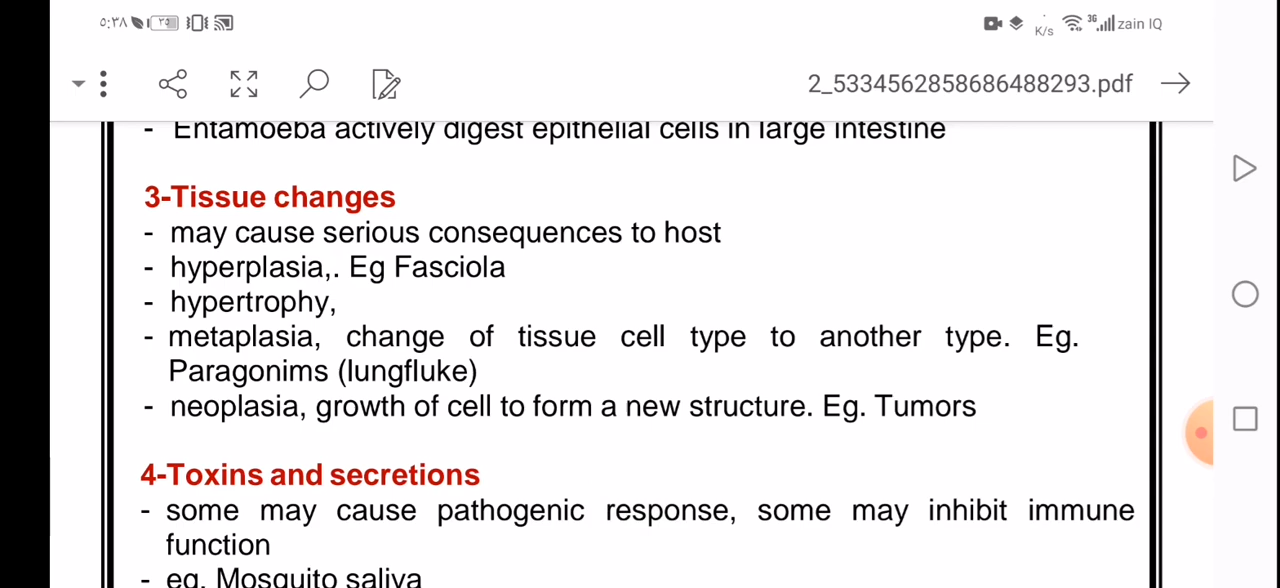 ٥:٣٨ ٢٥
K/s 3G zain IQ
2_5334562858686488293.pdf
- Entamoeba actively digest epithelial cells in large intestine
3-Tissue changes
- may cause serious consequences to host
- hyperplasia,. Eg Fasciola
- hypertrophy,
- metaplasia, change of tissue cell type to another type. Eg.
Paragonims (lungfluke)
- neoplasia, growth of cell to form a new structure. Eg. Tumors
4-Toxins and secretions
- some may cause pathogenic response, some may inhibit immune
function
- eg. Mosquito saliva